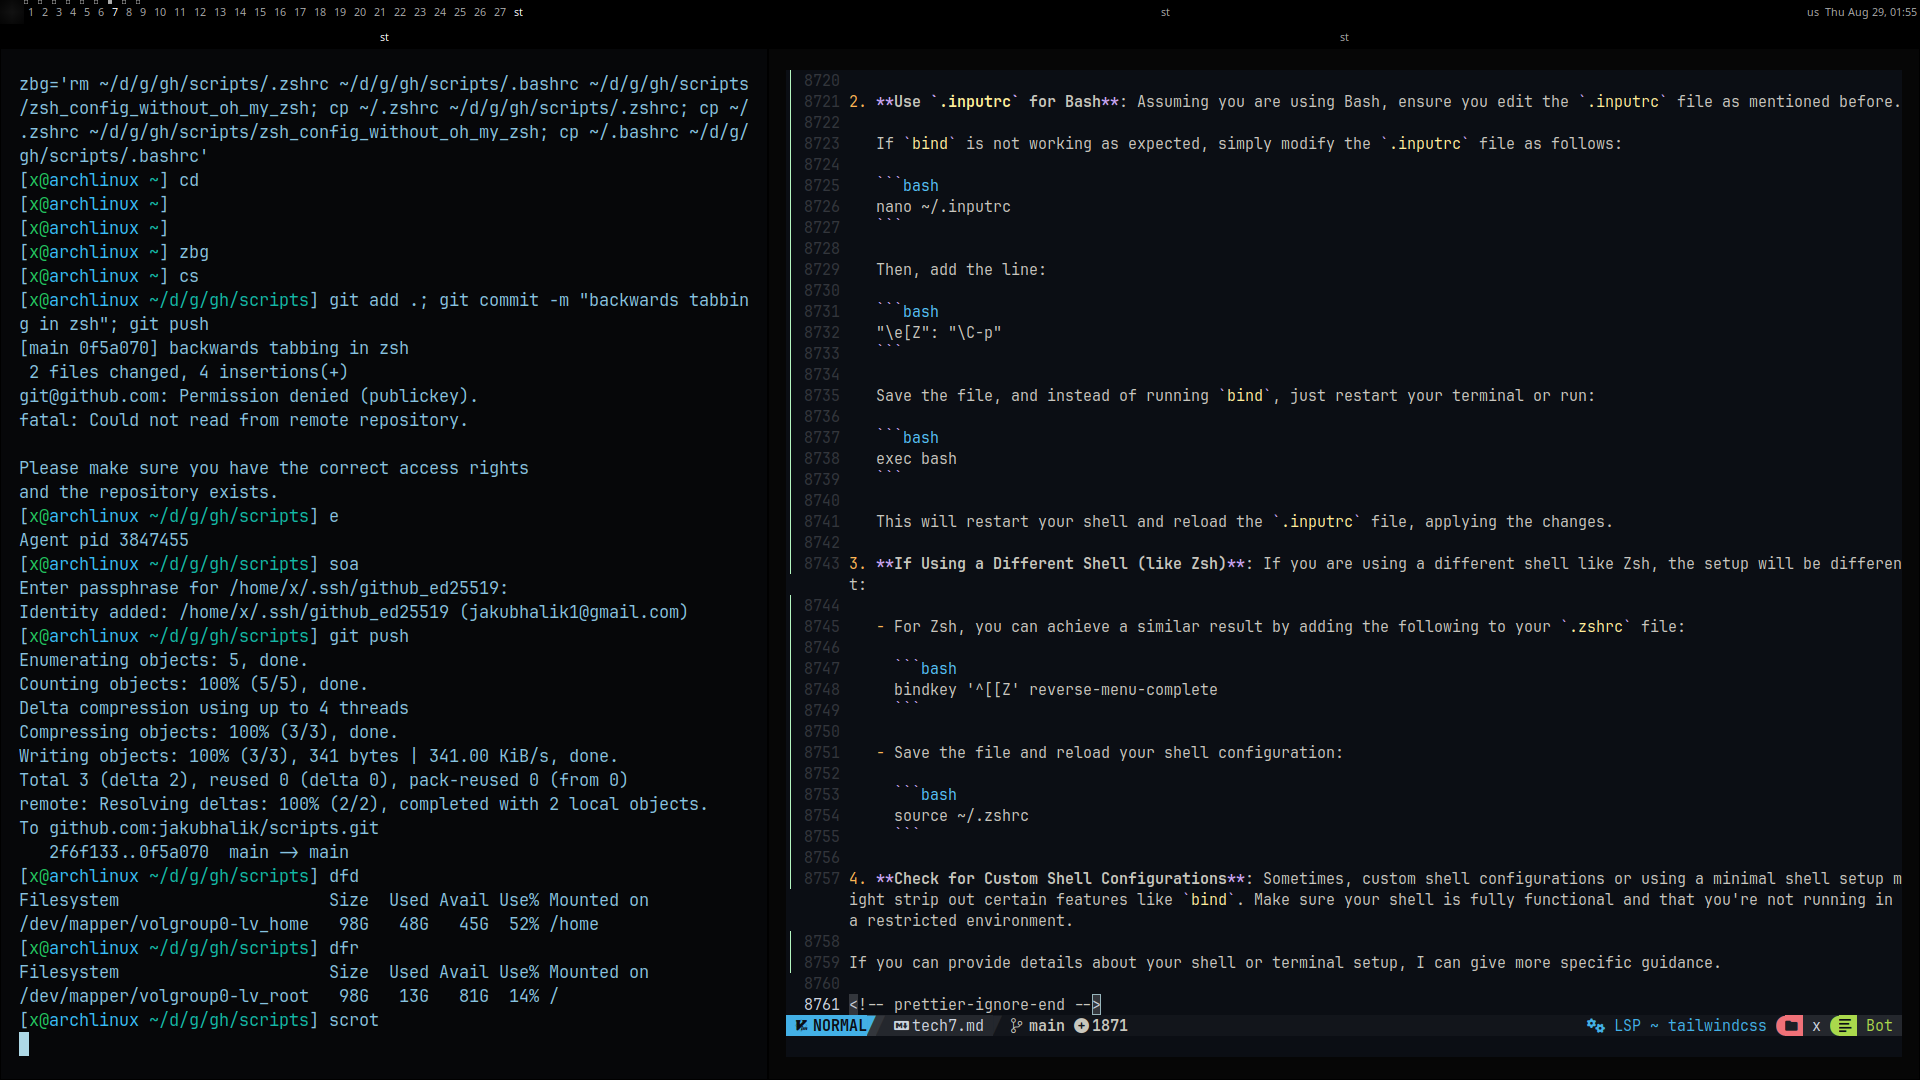 1 2 3 4 5 6 7 8 9 10 11 12 13 14 15 16 17 18 19 20 21 22 23 24 25 26 27 st
st
us Thu Aug 29, 01:55
st
st
zbg='rm ~/d/g/gh/scripts/.zshrc ~/d/g/gh/scripts/.bashrc ~/d/g/gh/scripts
/zsh_config_without_oh_my_zsh; cp ~/.zshrc ~/d/g/gh/scripts/.zshrc; cp ~/
.zshrc ~/d/g/gh/scripts/zsh_config_without_oh_my_zsh; cp ~/.bashrc ~/d/g/
gh/scripts/.bashrc'
[x@archlinux ~] cd
[x@archlinux ~]
[x@archlinux ~]
[x@archlinux ~] zbg
[x@archlinux ~] cs
[x@archlinux ~/d/g/gh/scripts] git add .; git commit -m "backwards tabbin
g in zsh"; git push
[main 0f5a070] backwards tabbing in zsh
 2 files changed, 4 insertions(+)
git@github.com: Permission denied (publickey).
fatal: Could not read from remote repository.

Please make sure you have the correct access rights
and the repository exists.
[x@archlinux ~/d/g/gh/scripts] e
Agent pid 3847455
[x@archlinux ~/d/g/gh/scripts] soa
Enter passphrase for /home/x/.ssh/github_ed25519:
Identity added: /home/x/.ssh/github_ed25519 (jakubhalik1@gmail.com)
[x@archlinux ~/d/g/gh/scripts] git push
Enumerating objects: 5, done.
Counting objects: 100% (5/5), done.
Delta compression using up to 4 threads
Compressing objects: 100% (3/3), done.
Writing objects: 100% (3/3), 341 bytes | 341.00 KiB/s, done.
Total 3 (delta 2), reused 0 (delta 0), pack-reused 0 (from 0)
remote: Resolving deltas: 100% (2/2), completed with 2 local objects.
To github.com:jakubhalik/scripts.git
   2f6f133..0f5a070  main -> main
[x@archlinux ~/d/g/gh/scripts] dfd
Filesystem                     Size  Used Avail Use% Mounted on
/dev/mapper/volgroup0-lv_home   98G   48G   45G  52% /home
[x@archlinux ~/d/g/gh/scripts] dfr
Filesystem                     Size  Used Avail Use% Mounted on
/dev/mapper/volgroup0-lv_root   98G   13G   81G  14% /
[x@archlinux ~/d/g/gh/scripts] scrot
8720
8721 2. **Use `.inputrc` for Bash**: Assuming you are using Bash, ensure you edit the `.inputrc` file as mentioned before.
8722
8723    If `bind` is not working as expected, simply modify the `.inputrc` file as follows:
8724
8725    ```bash
8726    nano ~/.inputrc
8727    ```
8728
8729    Then, add the line:
8730
8731    ```bash
8732    "\e[Z": "\C-p"
8733    ```
8734
8735    Save the file, and instead of running `bind`, just restart your terminal or run:
8736
8737    ```bash
8738    exec bash
8739    ```
8740
8741    This will restart your shell and reload the `.inputrc` file, applying the changes.
8742
8743 3. **If Using a Different Shell (like Zsh)**: If you are using a different shell like Zsh, the setup will be differen
t:
8744
8745    - For Zsh, you can achieve a similar result by adding the following to your `.zshrc` file:
8746
8747      ```bash
8748      bindkey '^[[Z' reverse-menu-complete
8749      ```
8750
8751    - Save the file and reload your shell configuration:
8752
8753      ```bash
8754      source ~/.zshrc
8755      ```
8756
8757 4. **Check for Custom Shell Configurations**: Sometimes, custom shell configurations or using a minimal shell setup m
ight strip out certain features like `bind`. Make sure your shell is fully functional and that you're not running in
a restricted environment.
8758
8759 If you can provide details about your shell or terminal setup, I can give more specific guidance.
8760
8761 <!-- prettier-ignore-end -->
NORMAL tech7.md main 1871 LSP ~ tailwindcss x Bot